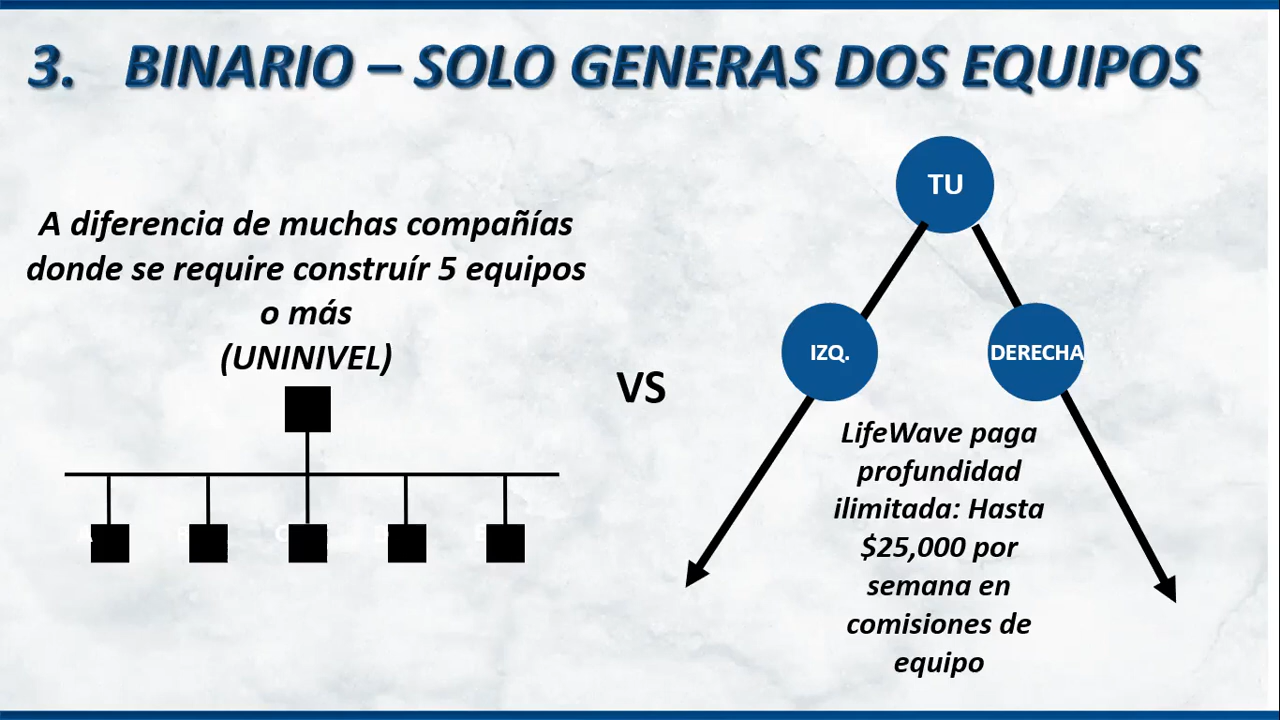 3. BINARIO – SOLO GENERAS DOS EQUIPOS
A diferencia de muchas compañías
donde se require construír 5 equipos
o más
(UNINIVEL)
VS
TU
IZQ.
DERECHA
LifeWave paga
profundidad
ilimitada: Hasta
$25,000 por
semana en
comisiones de
equipo